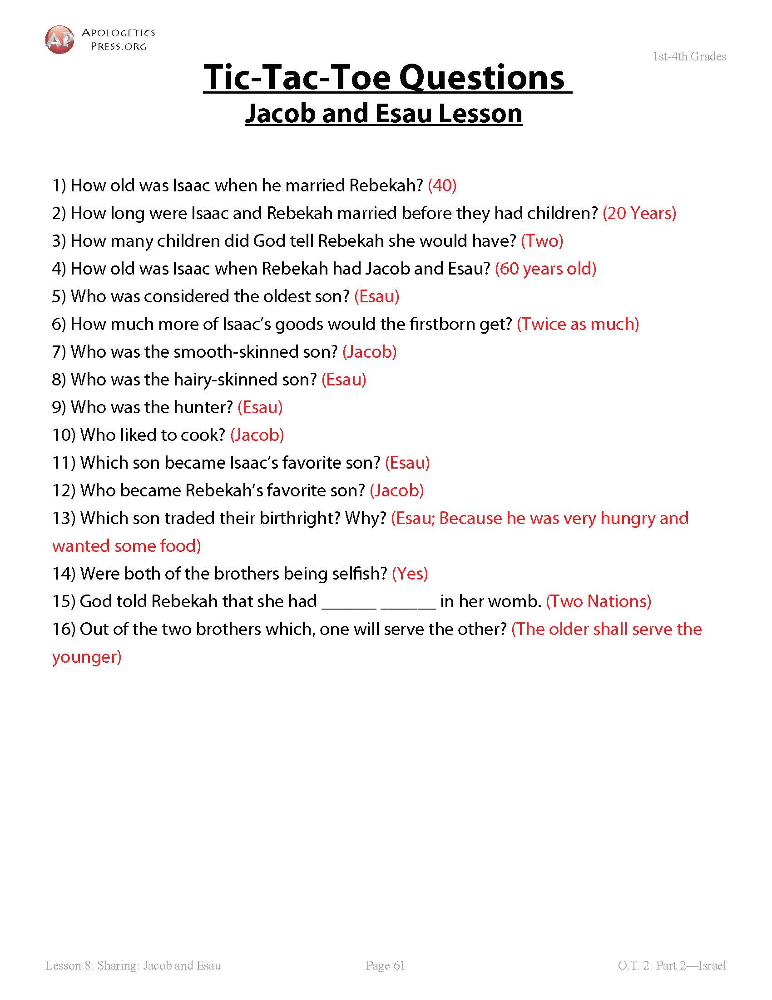 AP
APOLOGETICS
PRESS.ORG
1st-4th Grades
Tic-Tac-Toe Questions
Jacob and Esau Lesson
1) How old was Isaac when he married Rebekah? (40)
2) How long were Isaac and Rebekah married before they had children? (20 Years)
3) How many children did God tell Rebekah she would have? (Two)
4) How old was Isaac when Rebekah had Jacob and Esau? (60 years old)
5) Who was considered the oldest son? (Esau)
6) How much more of Isaac’s goods would the firstborn get? (Twice as much)
7) Who was the smooth-skinned son? (Jacob)
8) Who was the hairy-skinned son? (Esau)
9) Who was the hunter? (Esau)
10) Who liked to cook? (Jacob)
11) Which son became Isaac’s favorite son? (Esau)
12) Who became Rebekah’s favorite son? (Jacob)
13) Which son traded their birthright? Why? (Esau; Because he was very hungry and
wanted some food)
14) Were both of the brothers being selfish? (Yes)
15) God told Rebekah that she had ______ ______ in her womb. (Two Nations)
16) Out of the two brothers which, one will serve the other? (The older shall serve the
younger)
Lesson 8: Sharing: Jacob and Esau
Page 61
O.T. 2: Part 2—Israel